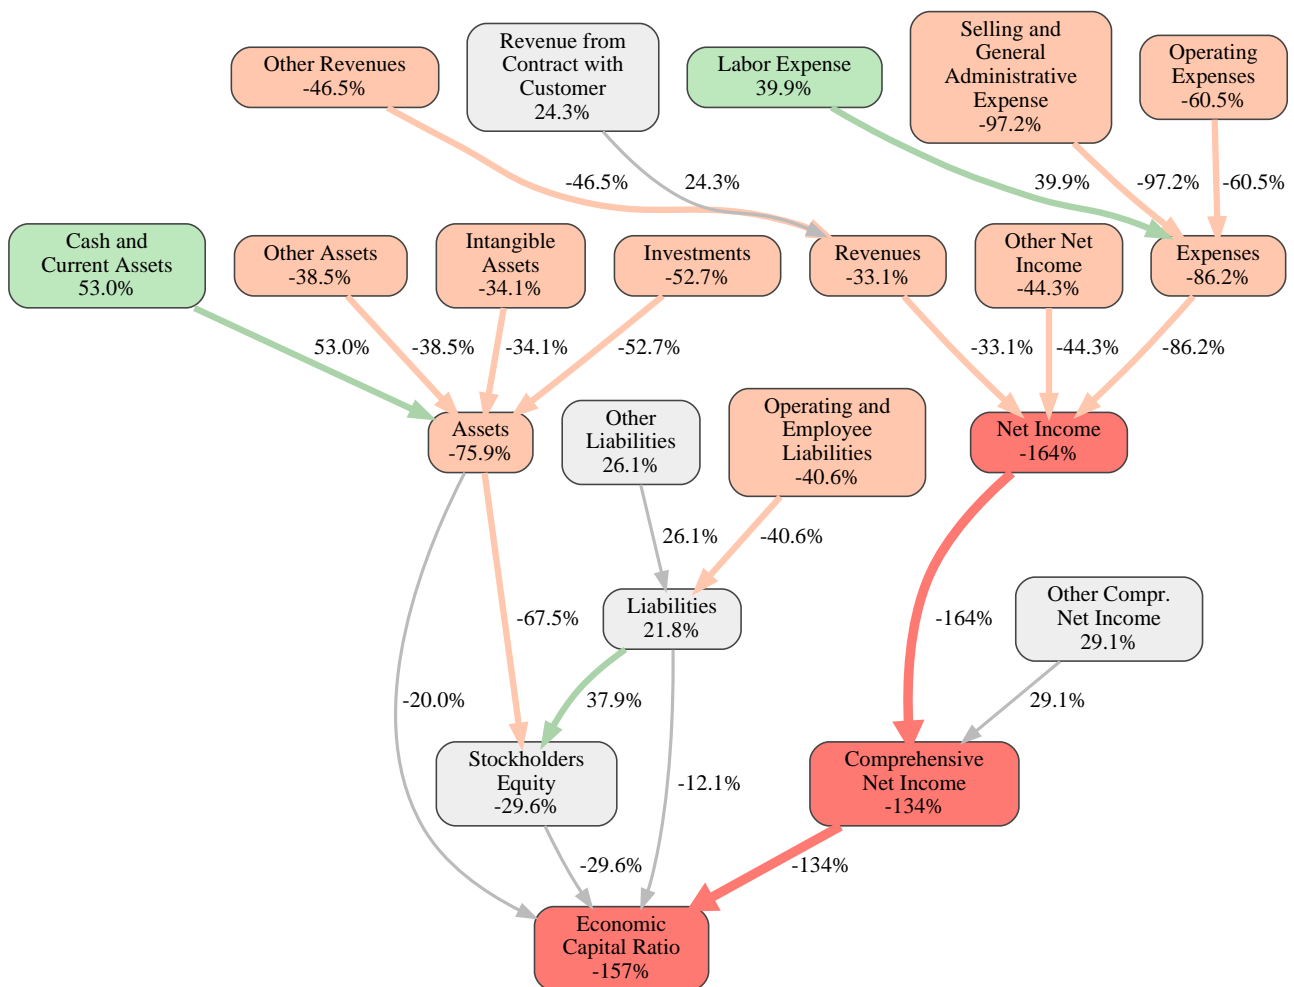 Other Revenues
-46.5%
Revenue from
Contract with
Customer
24.3%
Labor Expense
39.9%
Selling and
General
Administrative
Expense
-97.2%
Operating
Expenses
-60.5%
-46.5%
24.3%
39.9%
-97.2%
-60.5%
Cash and
Current Assets
53.0%
Other Assets
-38.5%
Intangible
Assets
-34.1%
Investments
-52.7%
Revenues
-33.1%
Other Net
Income
-44.3%
Expenses
-86.2%
53.0%
-38.5%
-34.1%
-52.7%
-33.1%
-44.3%
-86.2%
Assets
-75.9%
Other
Liabilities
26.1%
Operating and
Employee
Liabilities
-40.6%
Net Income
-164%
26.1%
-40.6%
-67.5%
Liabilities
21.8%
-164%
Other Compr.
Net Income
29.1%
-20.0%
37.9%
29.1%
Stockholders
Equity
-29.6%
-12.1%
Comprehensive
Net Income
-134%
-29.6%
-134%
Economic
Capital Ratio
-157%